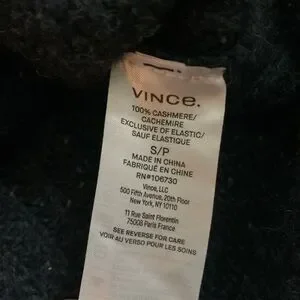 VINCE.
100% CASHMERE/
CACHEMIRE
EXCLUSIVE OF ELASTIC/
SAUF ELASTIQUE
S/P
MADE IN CHINA
FABRIQUÉ EN CHINE
RN#106730
Vince, LLC
500 Fifth Avenue, 20th Floor
New York, NY 10110
11 Rue Saint Florentin
75008 Paris France
SEE REVERSE FOR CARE
VOIR AU VERSO POUR LES SOINS